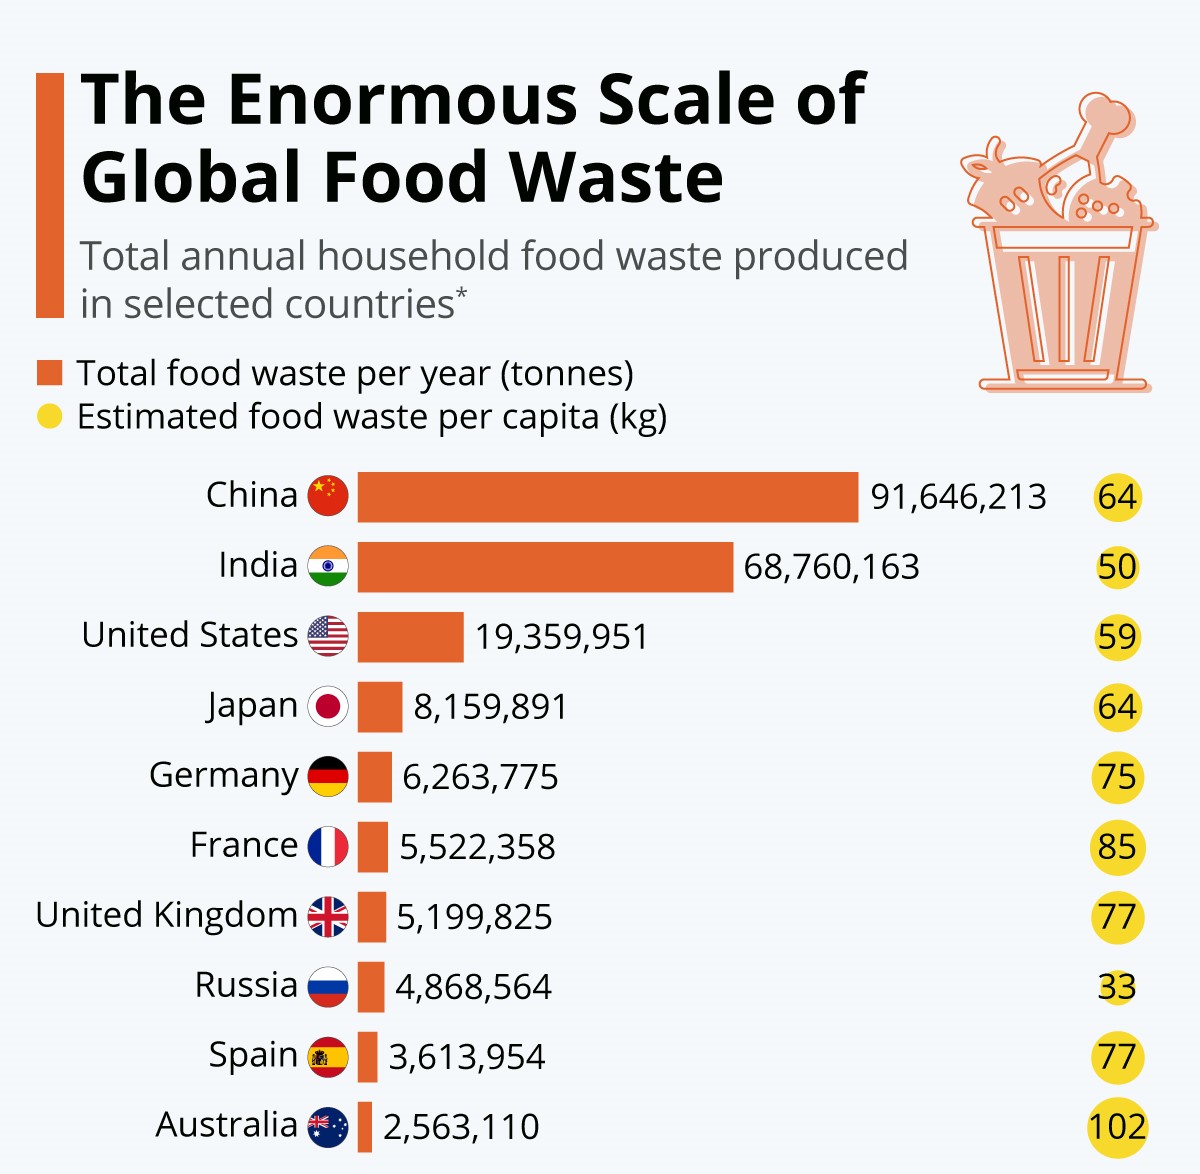 The Enormous Scale of
Global Food Waste
Total annual household food waste produced
in selected countries*
Total food waste per year (tonnes)
Estimated food waste per capita (kg)
China 91,646,213 64
India 68,760,163 50
United States 19,359,951 59
Japan 8,159,891 64
Germany 6,263,775 75
France 5,522,358 85
United Kingdom 5,199,825 77
Russia 4,868,564 33
Spain 3,613,954 77
Australia 2,563,110 102